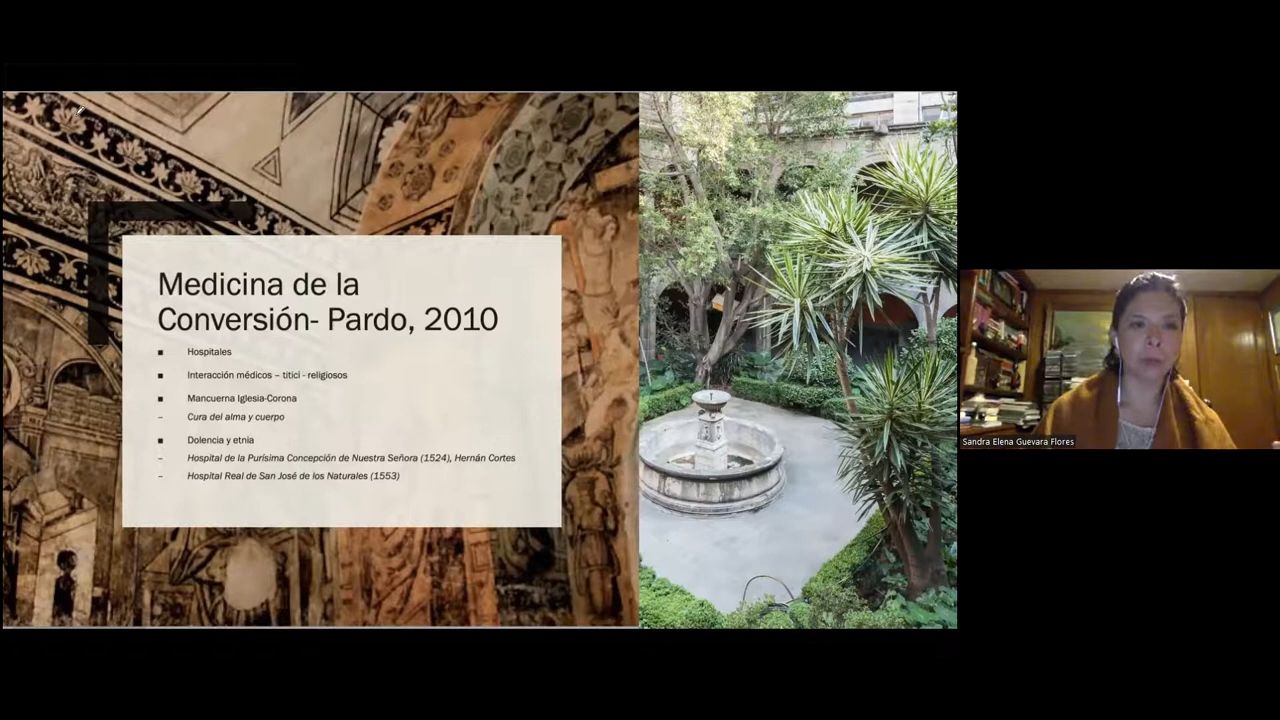 Medicina de la
Conversión- Pardo, 2010
■ Hospitales
■ Interacción médicos – titici - religiosos
■ Mancuerna Iglesia-Corona
– Cura del alma y cuerpo
■ Dolencia y etnia
– Hospital de la Purísima Concepción de Nuestra Señora (1524), Hernán Cortes
– Hospital Real de San José de los Naturales (1553)
Sandra Elena Guevara Flores